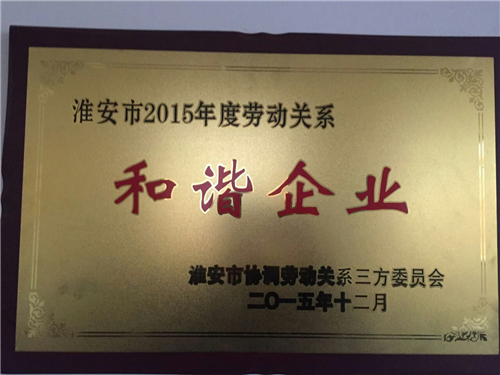 淮安市2015年度劳动关系
和谐企业
淮安市协调劳动关系三方委员会
二〇一五年十二月